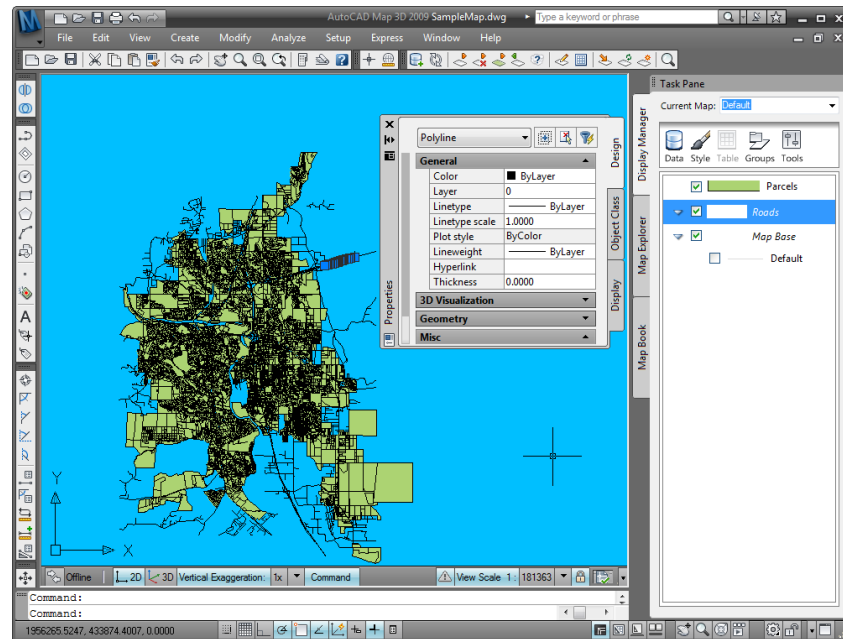 AutoCAD Map 3D 2009 SampleMap.dwg
Type a keyword or phrase
File Edit View Create Modify Analyze Setup Express Window Help
Task Pane
Current Map: Default
Data Style Table Groups Tools
Display Manager
Map Explorer
Map Book
Parcels
Roads
Map Base
Default
Polyline
General
Color ByLayer
Layer 0
Linetype ByLayer
Linetype scale 1.0000
Plot style ByColor
Lineweight ByLayer
Hyperlink
Thickness 0.0000
3D Visualization
Geometry
Misc
Properties
Design
Object Class
Display
Y
X
Offline 2D 3D Vertical Exaggeration: 1x Command View Scale 1 : 181363
Command:
Command:
1956265.5247, 433874.4007, 0.0000